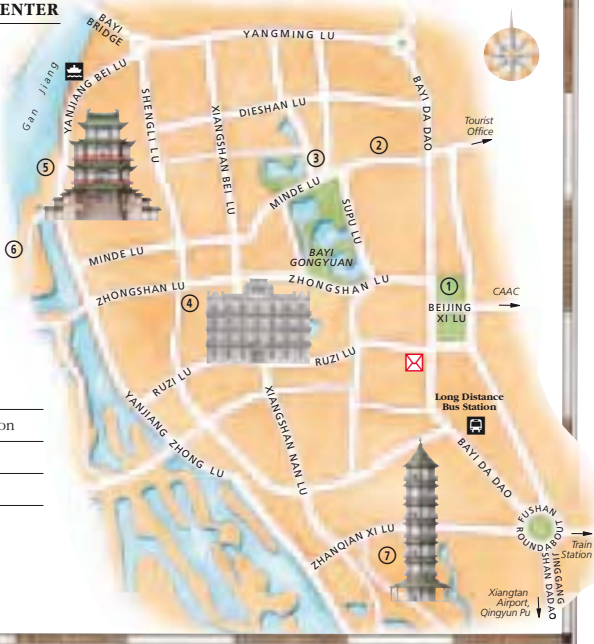 ENTER
BAYI
BRIDGE
YANGMING LU
Gan Jiang
YANJIANG BEI LU
SHENGLI LU
XIANGSHAN BEI LU
DIESHAN LU
BAYI DA DAO
Tourist
Office
2
3
5
MINDE LU
SUPU LU
6
MINDE LU
BAYI
GONGYUAN
ZHONGSHAN LU
ZHONGSHAN LU
1
BEIJING
XI LU
CAAC
4
RUZI LU
RUZI LU
Long Distance
Bus Station
on
YANJIANG ZHONG LU
XIANGSHAN NAN LU
BAYI DA DAO
FUSHAN
ROUNDABOUT
Train
Station
ZHANQIAN XI LU
7
JINGGANG
SHAN DADAO
Xiangtan
Airport,
Qingyun Pu